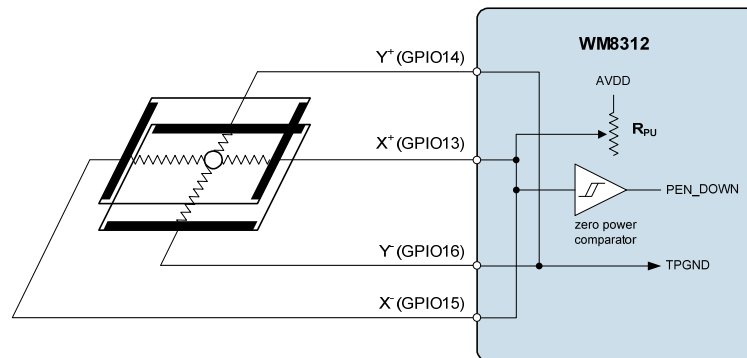 WM8312
Y+ (GPIO14)
AVDD
RPU
X+ (GPIO13)
PEN_DOWN
zero power
comparator
Y- (GPIO16)
TPGND
X- (GPIO15)